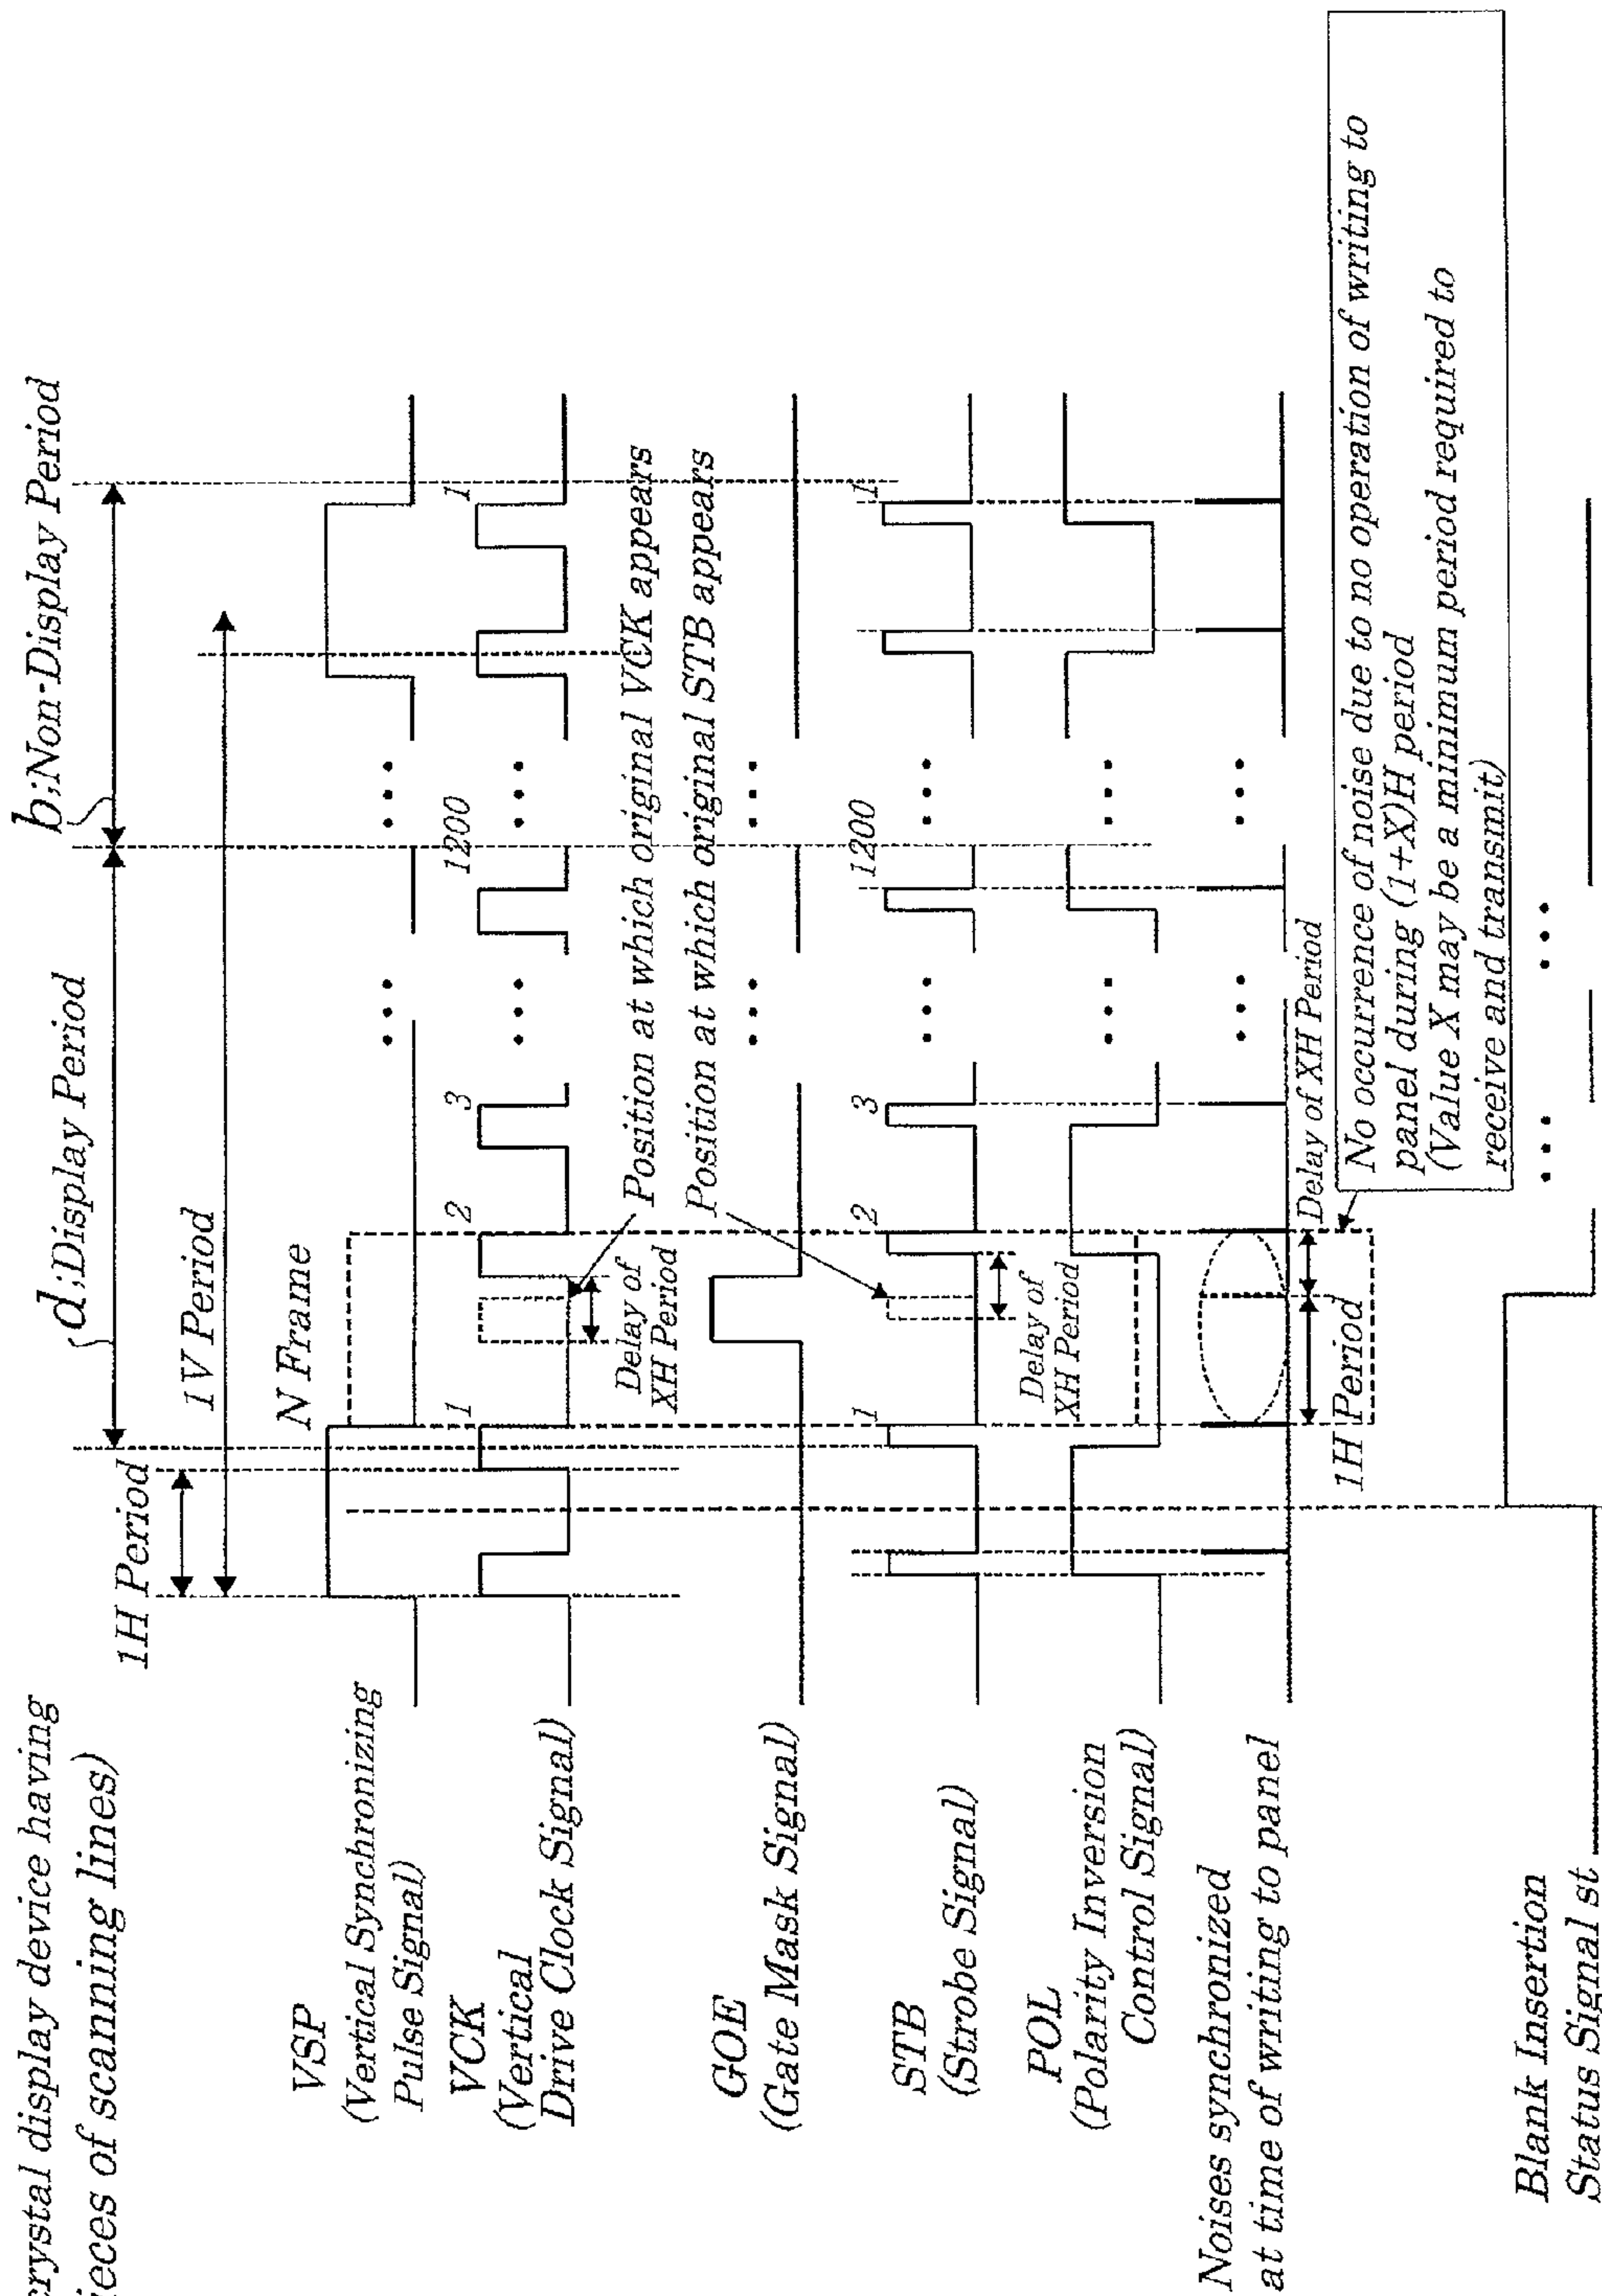 crystal display device having
ieces of scanning lines)
d;Display Period
b;Non-Display Period
1H Period
1V Period
N Frame
VSP
(Vertical Synchronizing
Pulse Signal)
VCK
(Vertical
Drive Clock Signal)
1
2
3
1200
1
Delay of
XH Period
Position at which original VCK appears
Position at which original STB appears
GOE
(Gate Mask Signal)
STB
(Strobe Signal)
1
2
3
1200
1
Delay of
XH Period
POL
(Polarity Inversion
Control Signal)
Noises synchronized
at time of writing to panel
1H Period
Delay of XH Period
No occurrence of noise due to no operation of writing to
panel during (1+X)H period
(Value X may be a minimum period required to
receive and transmit)
Blank Insertion
Status Signal st